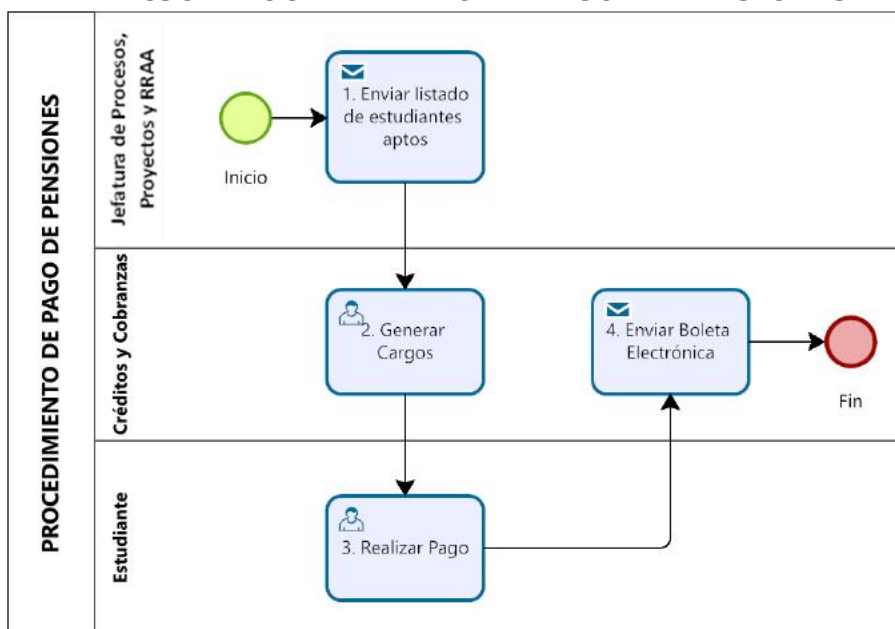 PROCEDIMIENTO DE PAGO DE PENSIONES
Jefatura de Procesos,
Proyectos y RRAA
Inicio
1. Enviar listado
de estudiantes
aptos
Créditos y Cobranzas
2. Generar
Cargos
4. Enviar Boleta
Electrónica
Fin
Estudiante
3. Realizar Pago